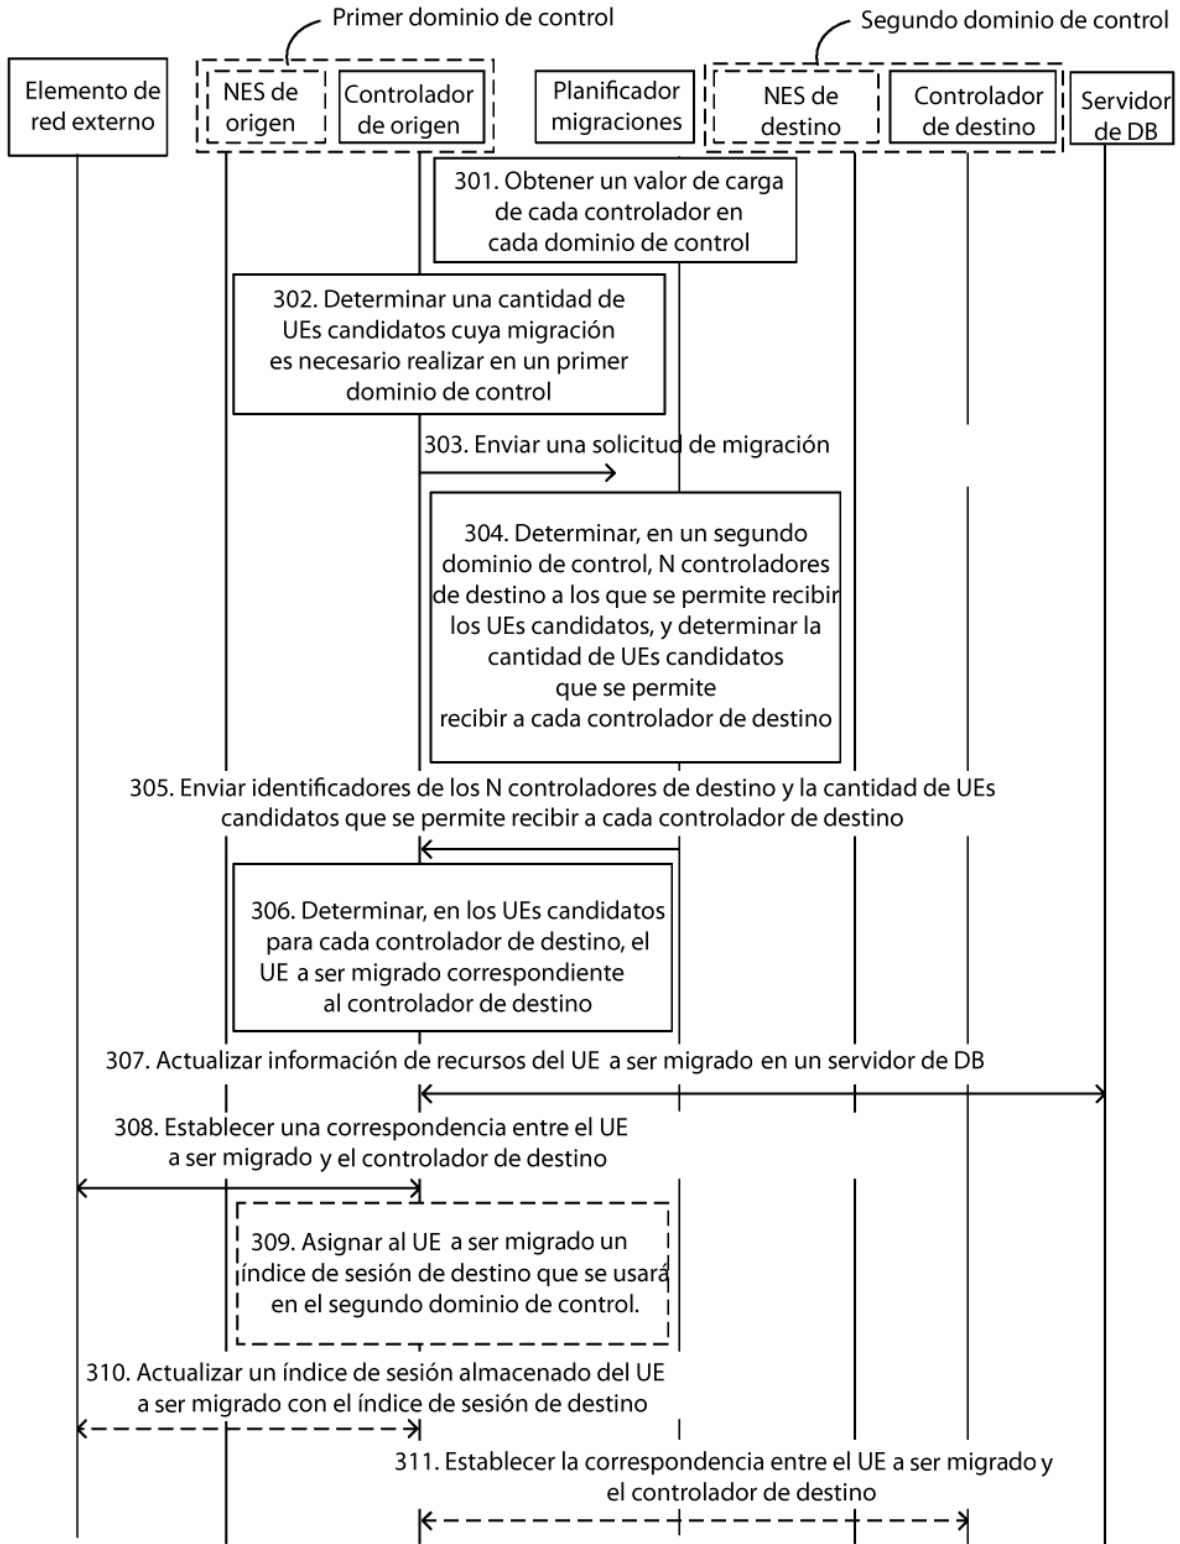 Primer dominio de control
Segundo dominio de control
Elemento de
red externo
NES de
origen
Controlador
de origen
Planificador
migraciones
NES de
destino
Controlador
de destino
Servidor
de DB
301. Obtener un valor de carga
de cada controlador en
cada dominio de control
302. Determinar una cantidad de
UEs candidatos cuya migración
es necesario realizar en un primer
dominio de control
303. Enviar una solicitud de migración
304. Determinar, en un segundo
dominio de control, N controladores
de destino a los que se permite recibir
los UEs candidatos, y determinar la
cantidad de UEs candidatos
que se permite
recibir a cada controlador de destino
305. Enviar identificadores de los N controladores de destino y la cantidad de UEs
candidatos que se permite recibir a cada controlador de destino
306. Determinar, en los UEs candidatos
para cada controlador de destino, el
UE a ser migrado correspondiente
al controlador de destino
307. Actualizar información de recursos del UE a ser migrado en un servidor de DB
308. Establecer una correspondencia entre el UE
a ser migrado y el controlador de destino
309. Asignar al UE a ser migrado un
índice de sesión de destino que se usará
en el segundo dominio de control.
310. Actualizar un índice de sesión almacenado del UE
a ser migrado con el índice de sesión de destino
311. Establecer la correspondencia entre el UE a ser migrado y
el controlador de destino